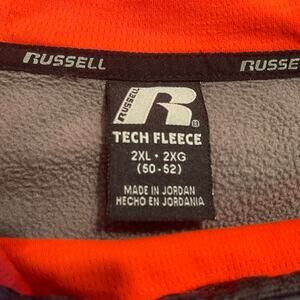 RUSSELL
RUSSE
RUSSELL
R
TECH FLEECE
2XL • 2XG
(50-52)
MADE IN JORDAN
HECHO EN JORDANIA